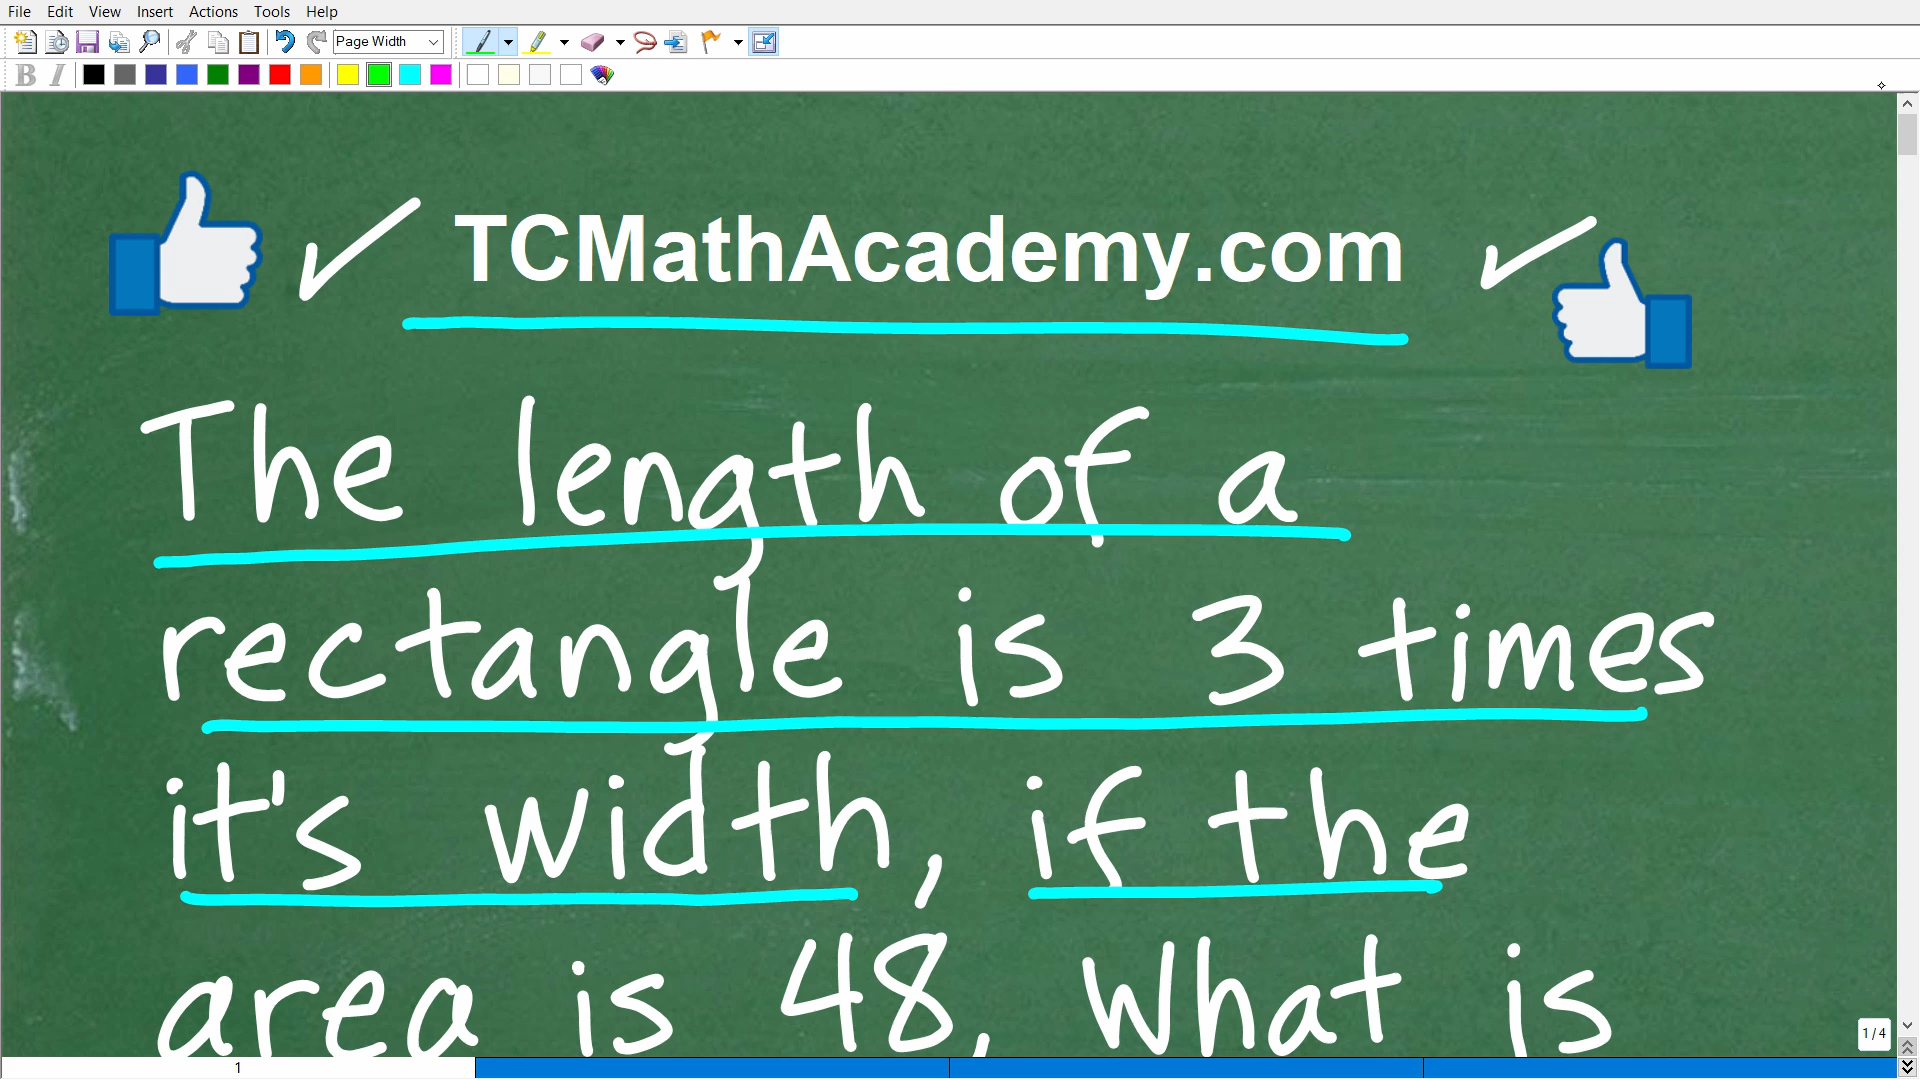 File Edit View Insert Actions Tools Help
Page Width
B I
TCMathAcademy.com
The length of a
rectangle is 3 times
it's width, if the
area is 48, What is
1 / 4
1